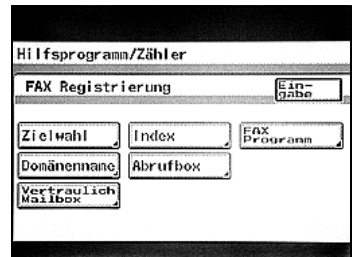 Hilfsprogramm/Zähler
FAX Registrierung
Ein-
gabe
Zielwahl Index FAX
Programm
Domänenname Abrufbox
Vertraulich
Mailbox